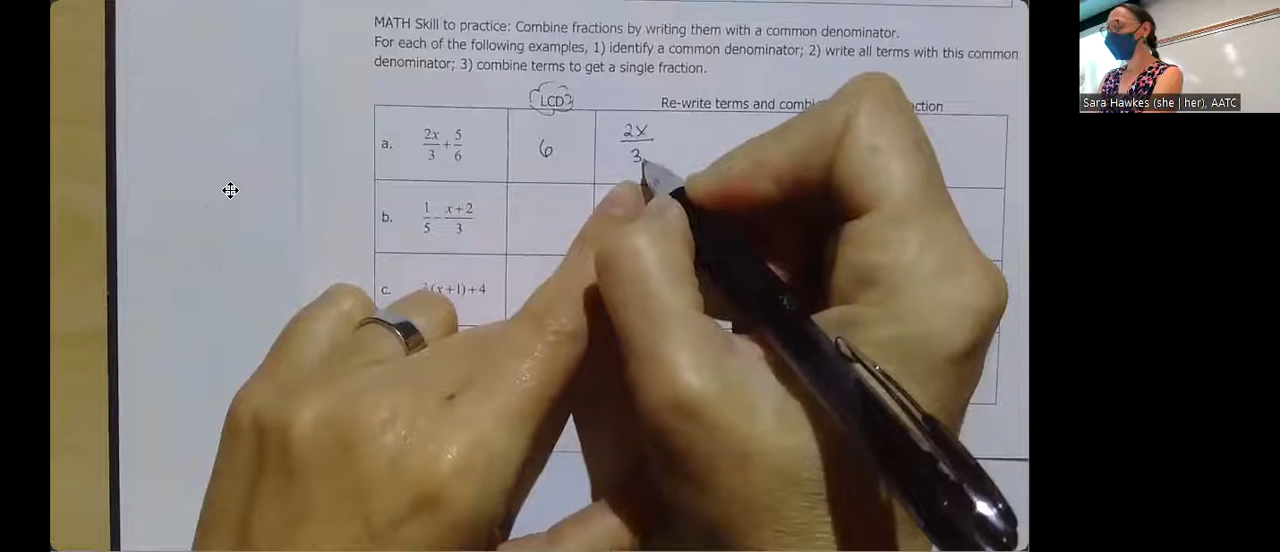 MATH Skill to practice: Combine fractions by writing them with a common denominator.
For each of the following examples, 1) identify a common denominator; 2) write all terms with this common
denominator; 3) combine terms to get a single fraction.
LCD? Re-write terms and
a. 2x/3 + 5/6 6 2x/3
b. 1/5 - x+2/3
c. (x+1)+4
Sara Hawkes (she | her), AATC